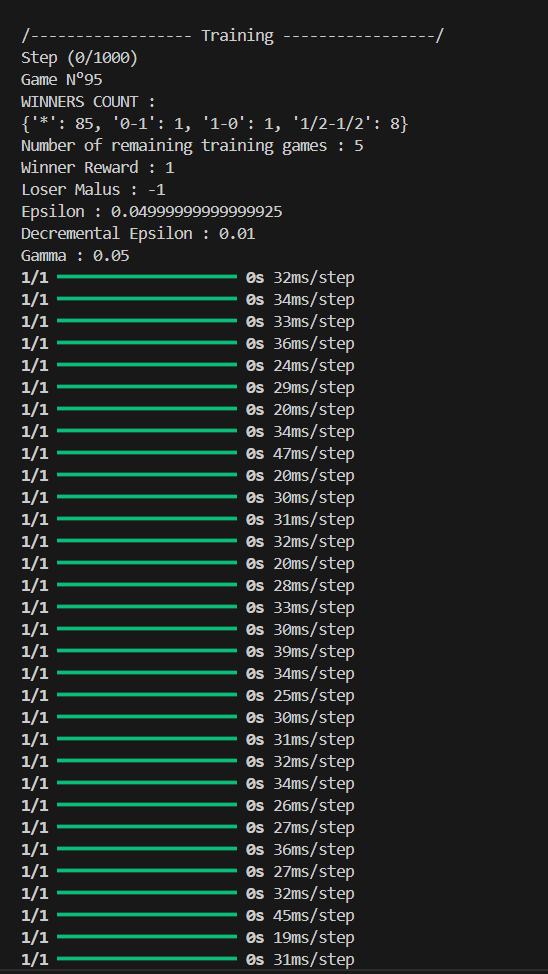 /------------------ Training -----------------/
Step (0/1000)
Game N°95
WINNERS COUNT :
{'*': 85, '0-1': 1, '1-0': 1, '1/2-1/2': 8}
Number of remaining training games : 5
Winner Reward : 1
Loser Malus : -1
Epsilon : 0.04999999999999925
Decremental Epsilon : 0.01
Gamma : 0.05
1/1 0s 32ms/step
1/1 0s 34ms/step
1/1 0s 33ms/step
1/1 0s 36ms/step
1/1 0s 24ms/step
1/1 0s 29ms/step
1/1 0s 20ms/step
1/1 0s 34ms/step
1/1 0s 47ms/step
1/1 0s 20ms/step
1/1 0s 30ms/step
1/1 0s 31ms/step
1/1 0s 32ms/step
1/1 0s 20ms/step
1/1 0s 28ms/step
1/1 0s 33ms/step
1/1 0s 30ms/step
1/1 0s 39ms/step
1/1 0s 34ms/step
1/1 0s 25ms/step
1/1 0s 30ms/step
1/1 0s 31ms/step
1/1 0s 32ms/step
1/1 0s 34ms/step
1/1 0s 26ms/step
1/1 0s 27ms/step
1/1 0s 36ms/step
1/1 0s 27ms/step
1/1 0s 32ms/step
1/1 0s 45ms/step
1/1 0s 19ms/step
1/1 0s 31ms/step